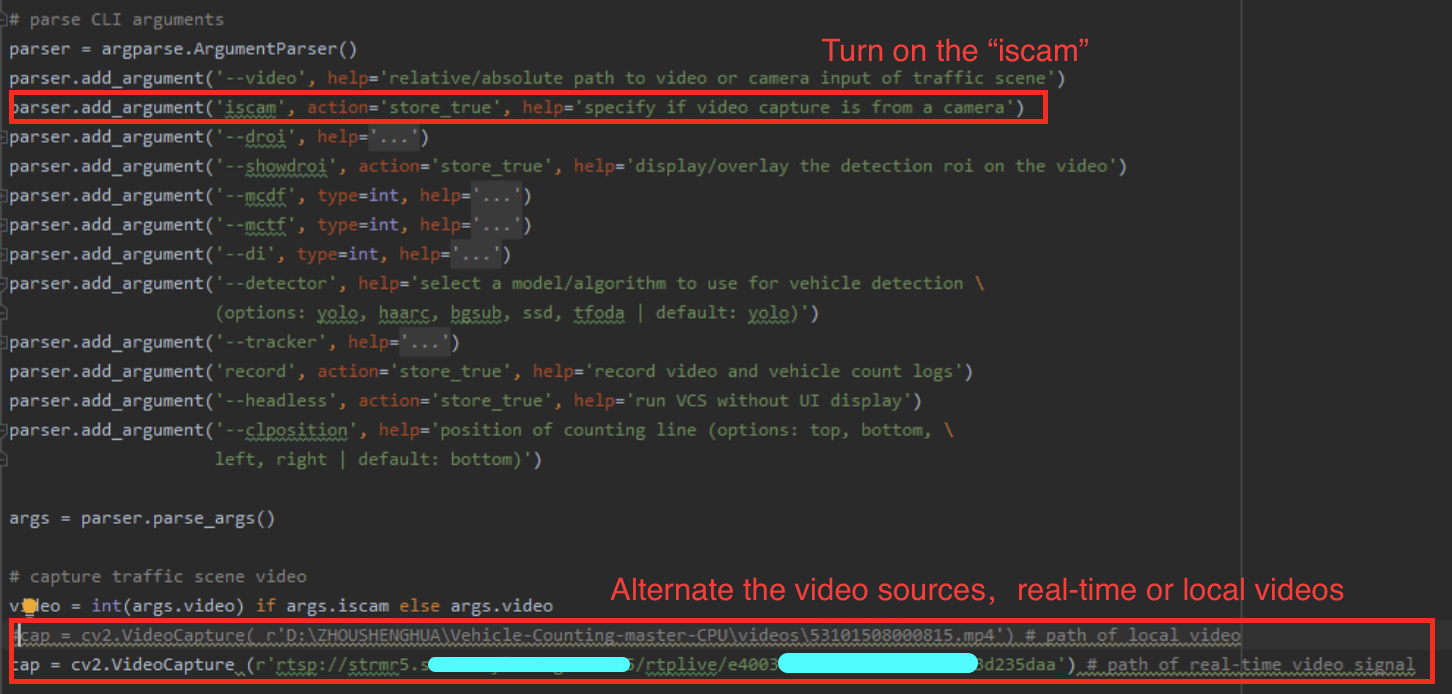 # parse CLI arguments
parser = argparse.ArgumentParser()
Turn on the “iscam”
parser.add_argument('--video', help='relative/absolute path to video or camera input of traffic scene')
parser.add_argument('iscam', action='store_true', help='specify if video capture is from a camera')
parser.add_argument('--droi', help='...')
parser.add_argument('--showdroi', action='store_true', help='display/overlay the detection roi on the video')
parser.add_argument('--mcdf', type=int, help='...')
parser.add_argument('--mctf', type=int, help='...')
parser.add_argument('--di', type=int, help='...')
parser.add_argument('--detector', help='select a model/algorithm to use for vehicle detection \
(options: yolo, haarc, bgsub, ssd, tfoda | default: yolo)')
parser.add_argument('--tracker', help='...')
parser.add_argument('record', action='store_true', help='record video and vehicle count logs')
parser.add_argument('--headless', action='store_true', help='run VCS without UI display')
parser.add_argument('--clposition', help='position of counting line (options: top, bottom, \
left, right | default: bottom)')
args = parser.parse_args()
# capture traffic scene video
Alternate the video sources，real-time or local videos
video = int(args.video) if args.iscam else args.video
#cap = cv2.VideoCapture( r'D:\ZHOUSHENGHUA\Vehicle-Counting-master-CPU\videos\53101508000815.mp4') # path of local video
cap = cv2.VideoCapture (r'rtsp://strmr5.s /rtplive/e4003 d235daa') # path of real-time video signal